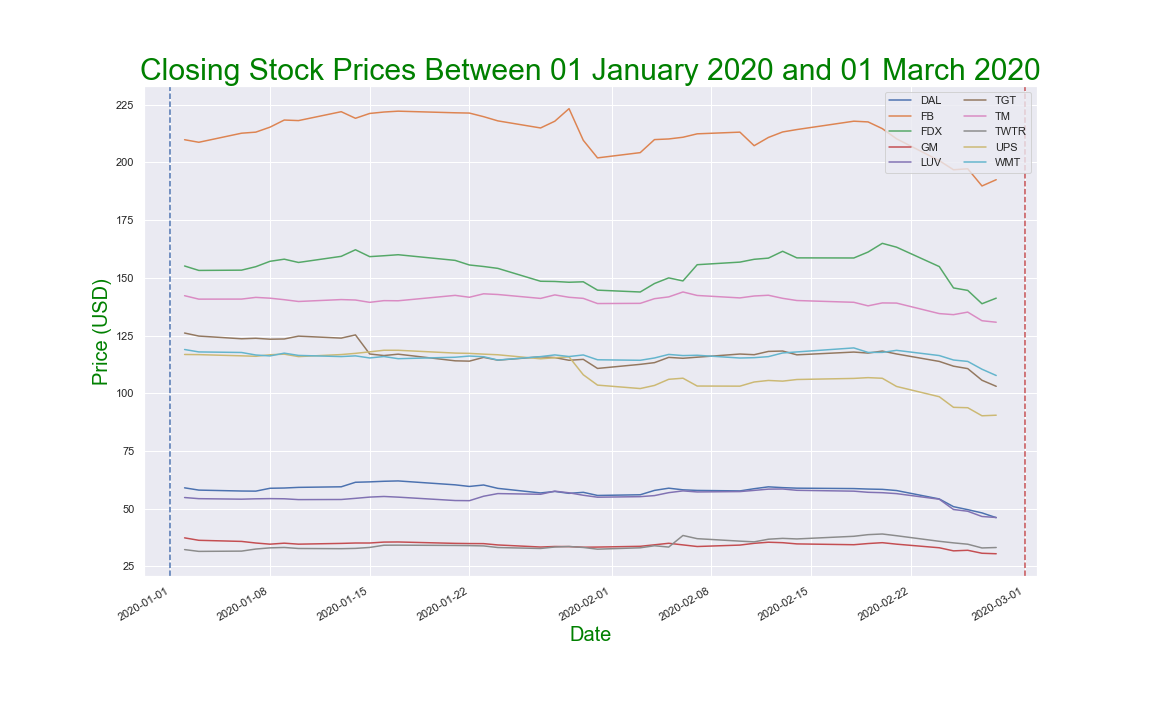 Closing Stock Prices Between 01 January 2020 and 01 March 2020
Price (USD)
225
200
175
150
125
100
75
50
25
DAL
FB
FDX
GM
LUV
TGT
TM
TWTR
UPS
WMT
2020-01-01
2020-01-08
2020-01-15
2020-01-22
2020-02-01
2020-02-08
2020-02-15
2020-02-22
2020-03-01
Date